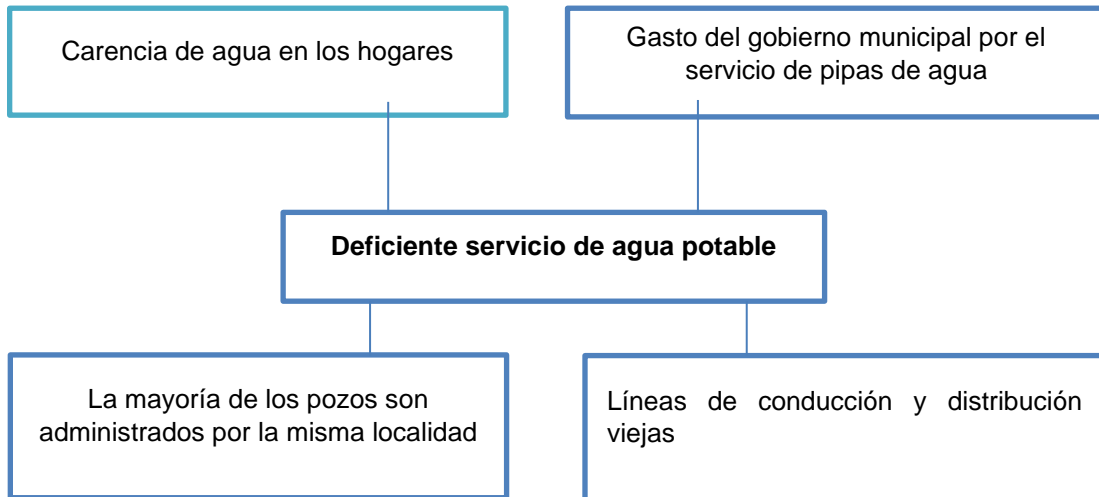 Carencia de agua en los hogares
Gasto del gobierno municipal por el
servicio de pipas de agua
Deficiente servicio de agua potable
La mayoría de los pozos son
administrados por la misma localidad
Líneas de conducción y distribución
viejas